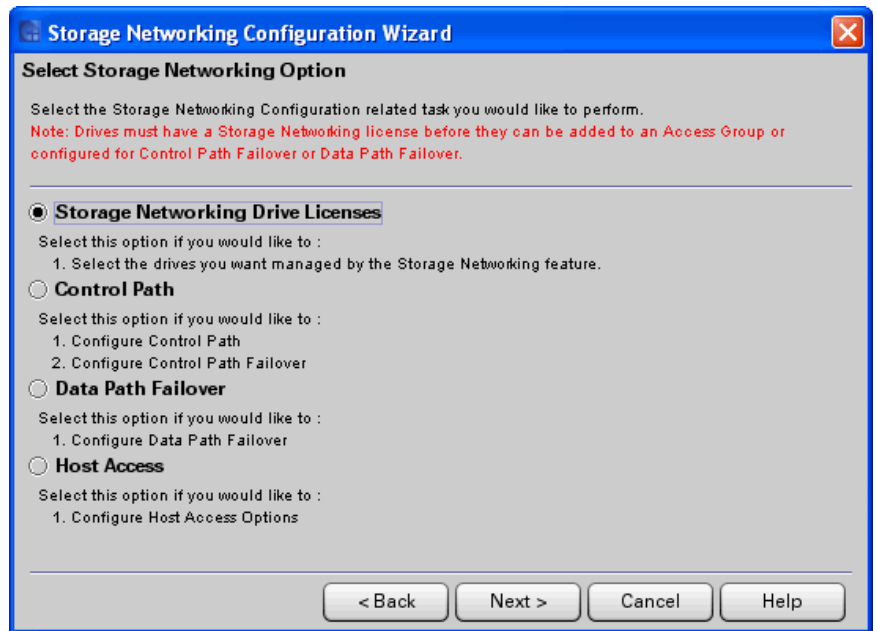 Storage Networking Configuration Wizard
Select Storage Networking Option
Select the Storage Networking Configuration related task you would like to perform.
Note: Drives must have a Storage Networking license before they can be added to an Access Group or
configured for Control Path Failover or Data Path Failover.
Storage Networking Drive Licenses
Select this option if you would like to :
1. Select the drives you want managed by the Storage Networking feature.
Control Path
Select this option if you would like to :
1. Configure Control Path
2. Configure Control Path Failover
Data Path Failover
Select this option if you would like to :
1. Configure Data Path Failover
Host Access
Select this option if you would like to :
1. Configure Host Access Options
< Back Next > Cancel Help